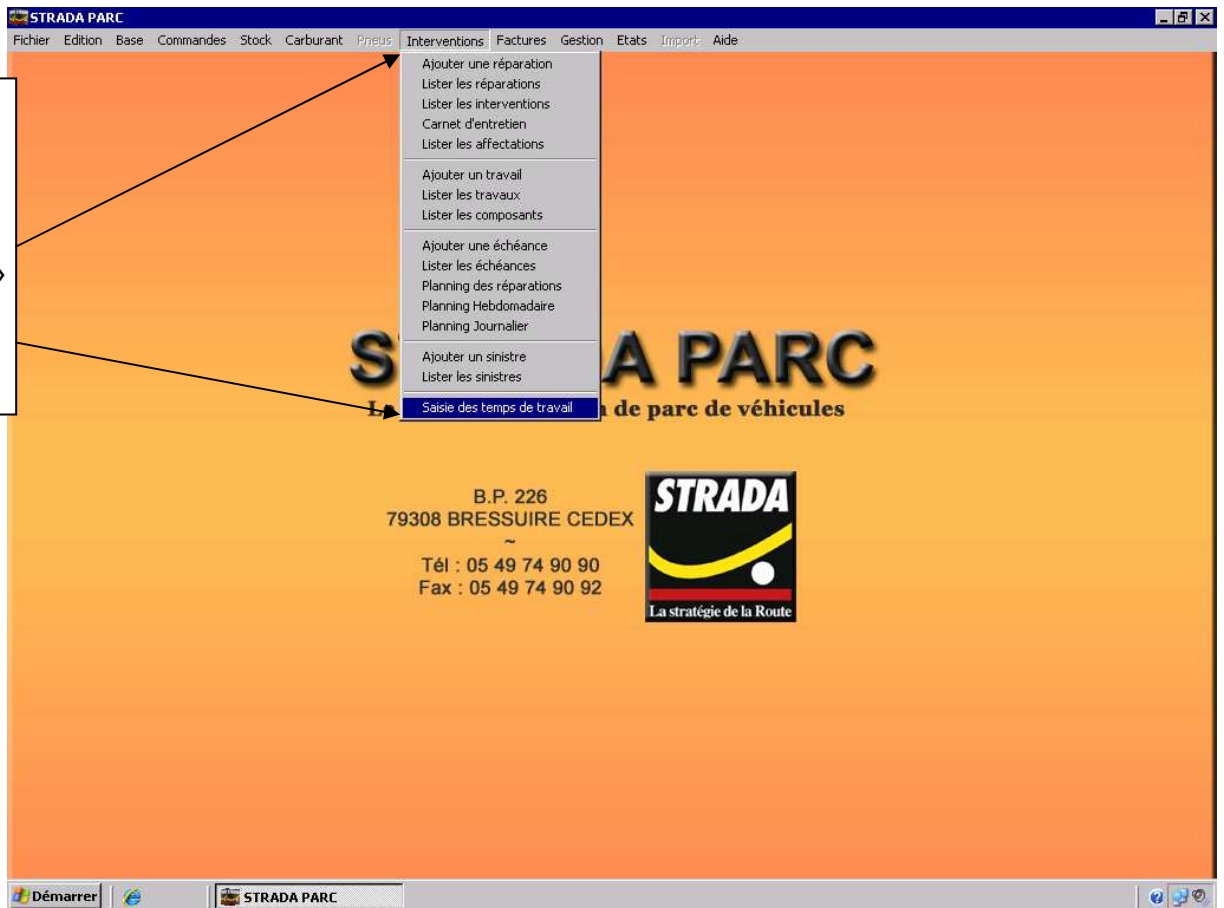 STRADA PARC
Fichier Edition Base Commandes Stock Carburant Pneus Interventions Factures Gestion Etats Import Aide
Ajouter une réparation
Lister les réparations
Lister les interventions
Carnet d'entretien
Lister les affectations
Ajouter un travail
Lister les travaux
Lister les composants
Ajouter une échéance
Lister les échéances
Planning des réparations
Planning Hebdomadaire
Planning Journalier
Ajouter un sinistre
Lister les sinistres
Saisie des temps de travail
»
S A PARC
de parc de véhicules
B.P. 226
79308 BRESSUIRE CEDEX
~
Tél : 05 49 74 90 90
Fax : 05 49 74 90 92
STRADA
La stratégie de la Route
Démarrer STRADA PARC